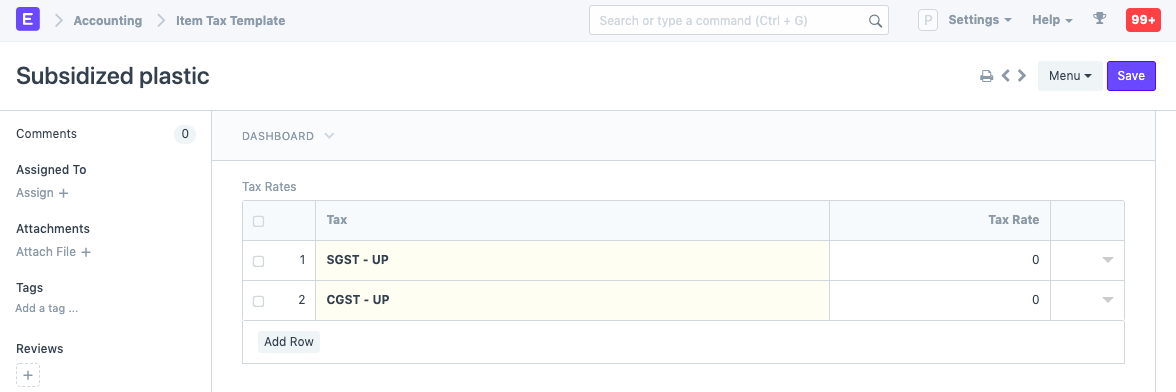 E Accounting Item Tax Template Search or type a command (Ctrl + G) P Settings Help 99+
Subsidized plastic Menu Save
Comments 0
Assigned To
Assign +
Attachments
Attach File +
Tags
Add a tag ...
Reviews
+
DASHBOARD
Tax Rates
Tax Tax Rate
1 SGST - UP 0
2 CGST - UP 0
Add Row